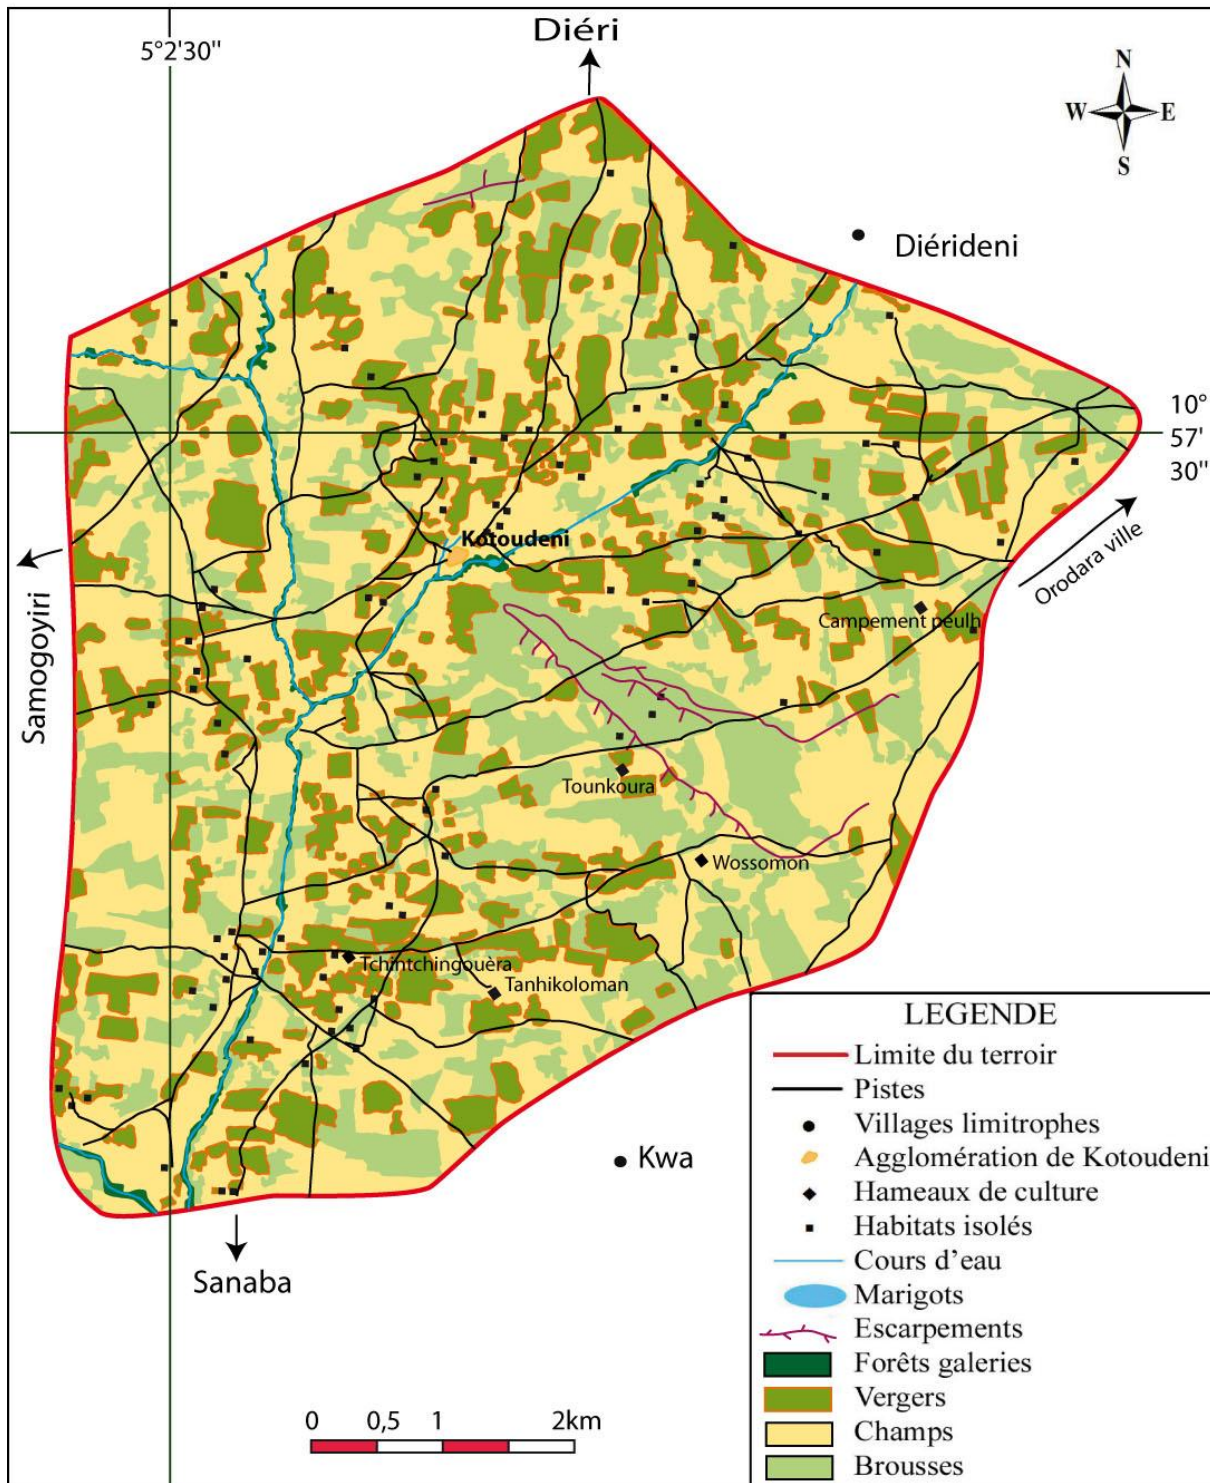 Diéri
5°2'30"
N
W E
S
Diérideni
10°
57'
30"
Kotoudeni
Orodara ville
Campement peulh
Samogoyiri
Tounkoura
Wossomon
Tchintchingouèra
Tanhikoloman
Kwa
Sanaba
LEGENDE
Limite du terroir
Pistes
Villages limitrophes
Agglomération de Kotoudeni
Hameaux de culture
Habitats isolés
Cours d'eau
Marigots
Escarpements
Forêts galeries
Vergers
Champs
Brousses
0 0,5 1 2km